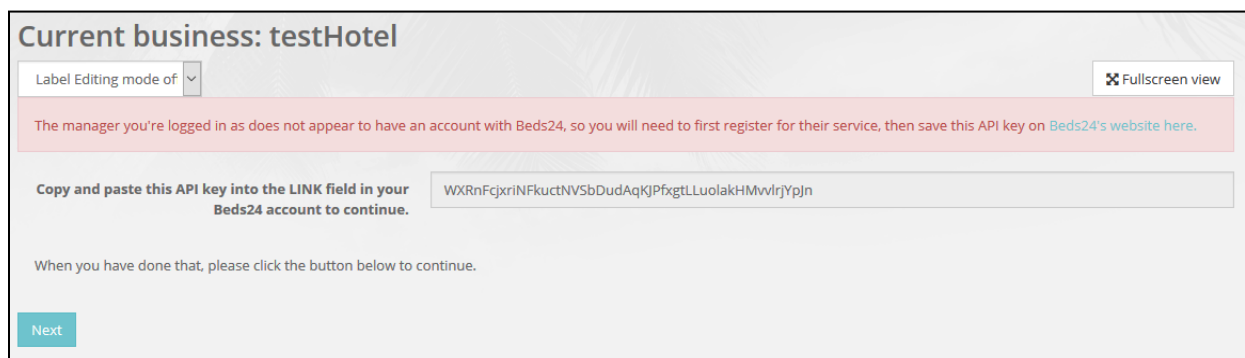 Current business: testHotel
Label Editing mode of
Fullscreen view
The manager you're logged in as does not appear to have an account with Beds24, so you will need to first register for their service, then save this API key on Beds24's website here.
Copy and paste this API key into the LINK field in your
Beds24 account to continue.
WXRnFcjxriNFkuctNVSbDudAqKJPfxgtLLuolakHMvvlrjYpJn
When you have done that, please click the button below to continue.
Next